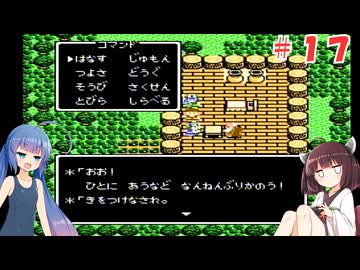 コマンド
#17
▶はなす じゅもん
つよさ どうぐ
そうび さくせん
とびら しらべる
*「おお!
ひとに あうなど なんねんぶりかのう!
*「きをつけなされ。